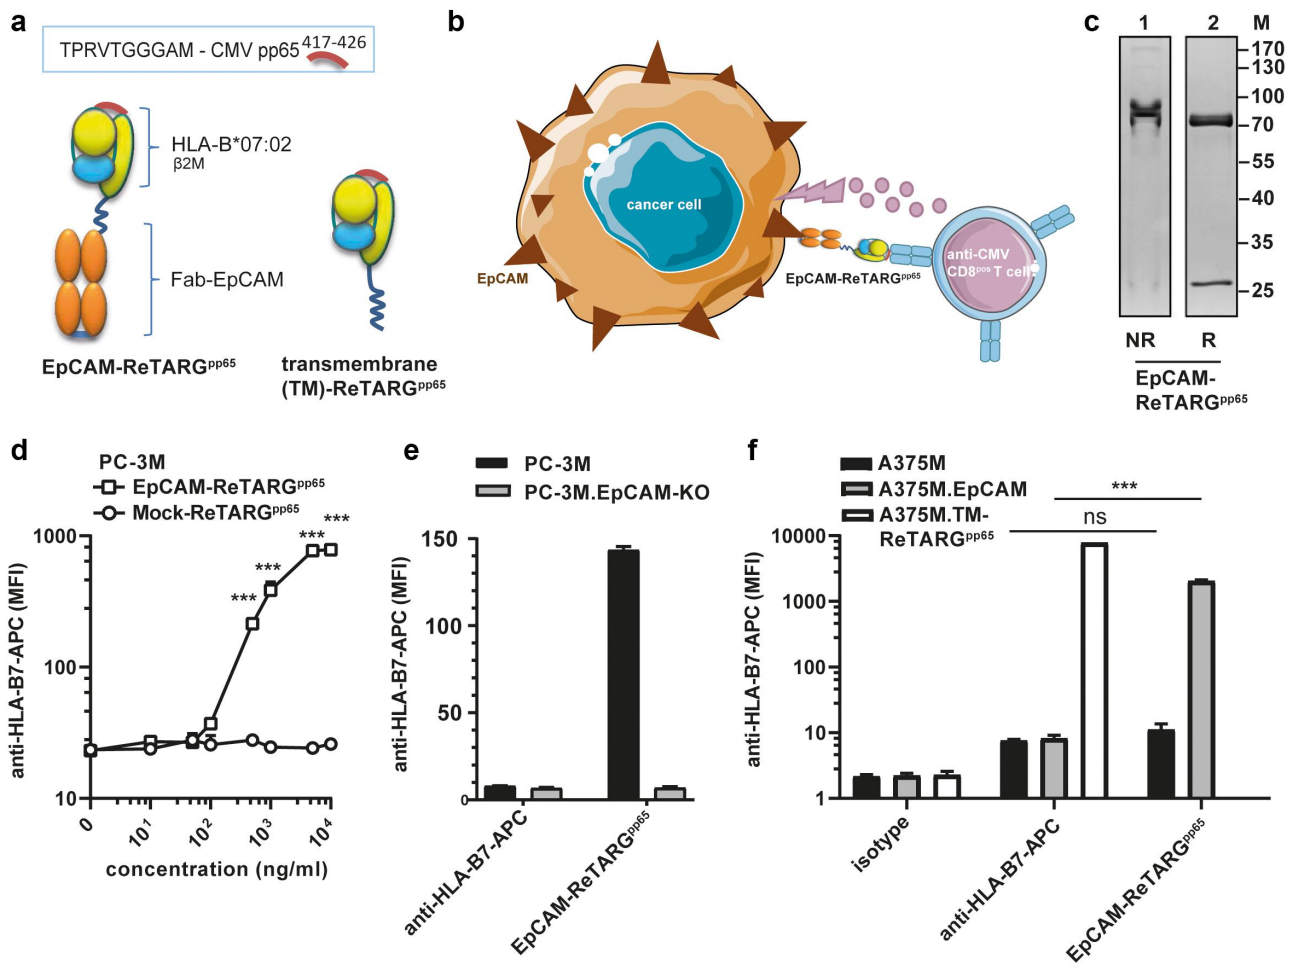 a
TPRVTGGGAM - CMV pp65 417-426
HLA-B*07:02
β2M
Fab-EpCAM
EpCAM-ReTARGpp65
transmembrane
(TM)-ReTARGpp65
b
cancer cell
EpCAM
EpCAM-ReTARGpp65
anti-CMV
CD8pos T cell
c
1 2 M
170
130
100
70
55
40
35
25
NR R
EpCAM-
ReTARGpp65
d
PC-3M
EpCAM-ReTARGpp65
Mock-ReTARGpp65
anti-HLA-B7-APC (MFI)
1000
100
10
*** *** *** ***
0 10¹ 10² 10³ 10⁴
concentration (ng/ml)
e
PC-3M
PC-3M.EpCAM-KO
anti-HLA-B7-APC (MFI)
150
100
50
0
anti-HLA-B7-APC
EpCAM-ReTARGpp65
f
A375M
A375M.EpCAM
A375M.TM-
ReTARGpp65
***
ns
anti-HLA-B7-APC (MFI)
10000
1000
100
10
1
isotype
anti-HLA-B7-APC
EpCAM-ReTARGpp65